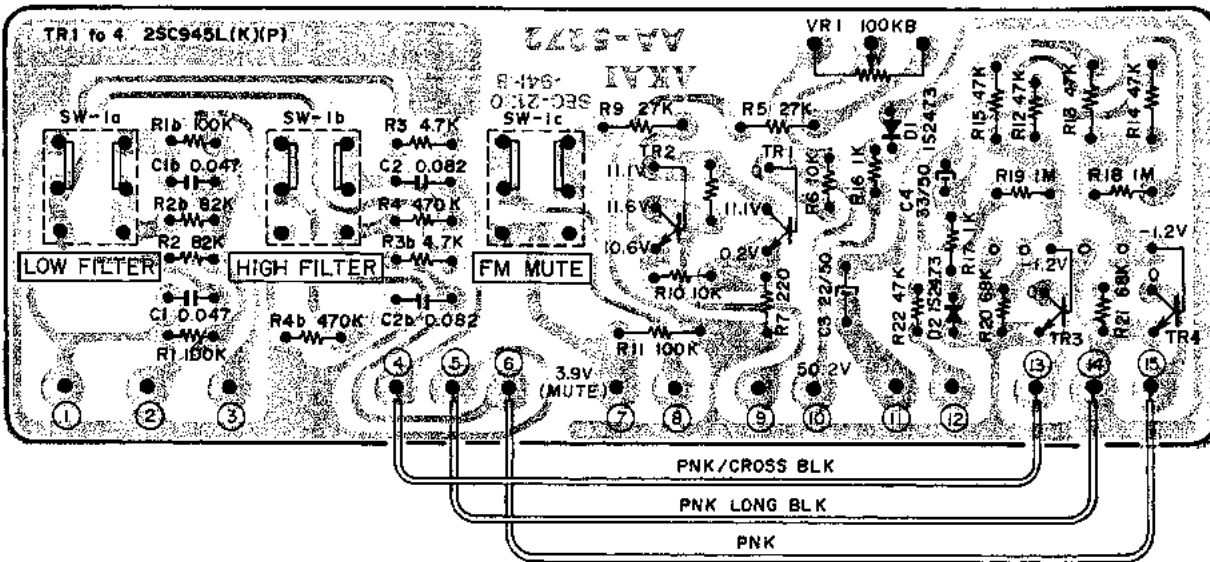 TR1 to 4 2SC945L(K)(P)
AA-5272
AKAI
VR1 100KB
SW-1a
R1b 100K
C1b 0.047
R2b 82K
R2 82K
C1 0.047
R1 100K
LOW FILTER
SW-1b
R3 4.7K
C2 0.082
R4 470K
R3b 4.7K
C2b 0.082
R4b 470K
HIGH FILTER
SW-1c
FM MUTE
R9 27K
R5 27K
TR2
11.1V
11.6V
10.6V
R10 10K
R11 100K
TR1
0
11.1V
0.2V
R7 220
R6 10K
R16 1K
D1 1S2473
C4 33/50
C3 22/50
R22 47K
D2 1S2473
R17 1K
R15 47K
R12 47K
R13 47K
R14 47K
R19 1M
R18 1M
R20 68K
R21 68K
0
0
-1.2V
0
TR3
0
0
-1.2V
0
TR4
3.9V
(MUTE)
50.2V
1 2 3 4 5 6 7 8 9 10 11 12 13 14 15
PNK/CROSS BLK
PNK LONG BLK
PNK